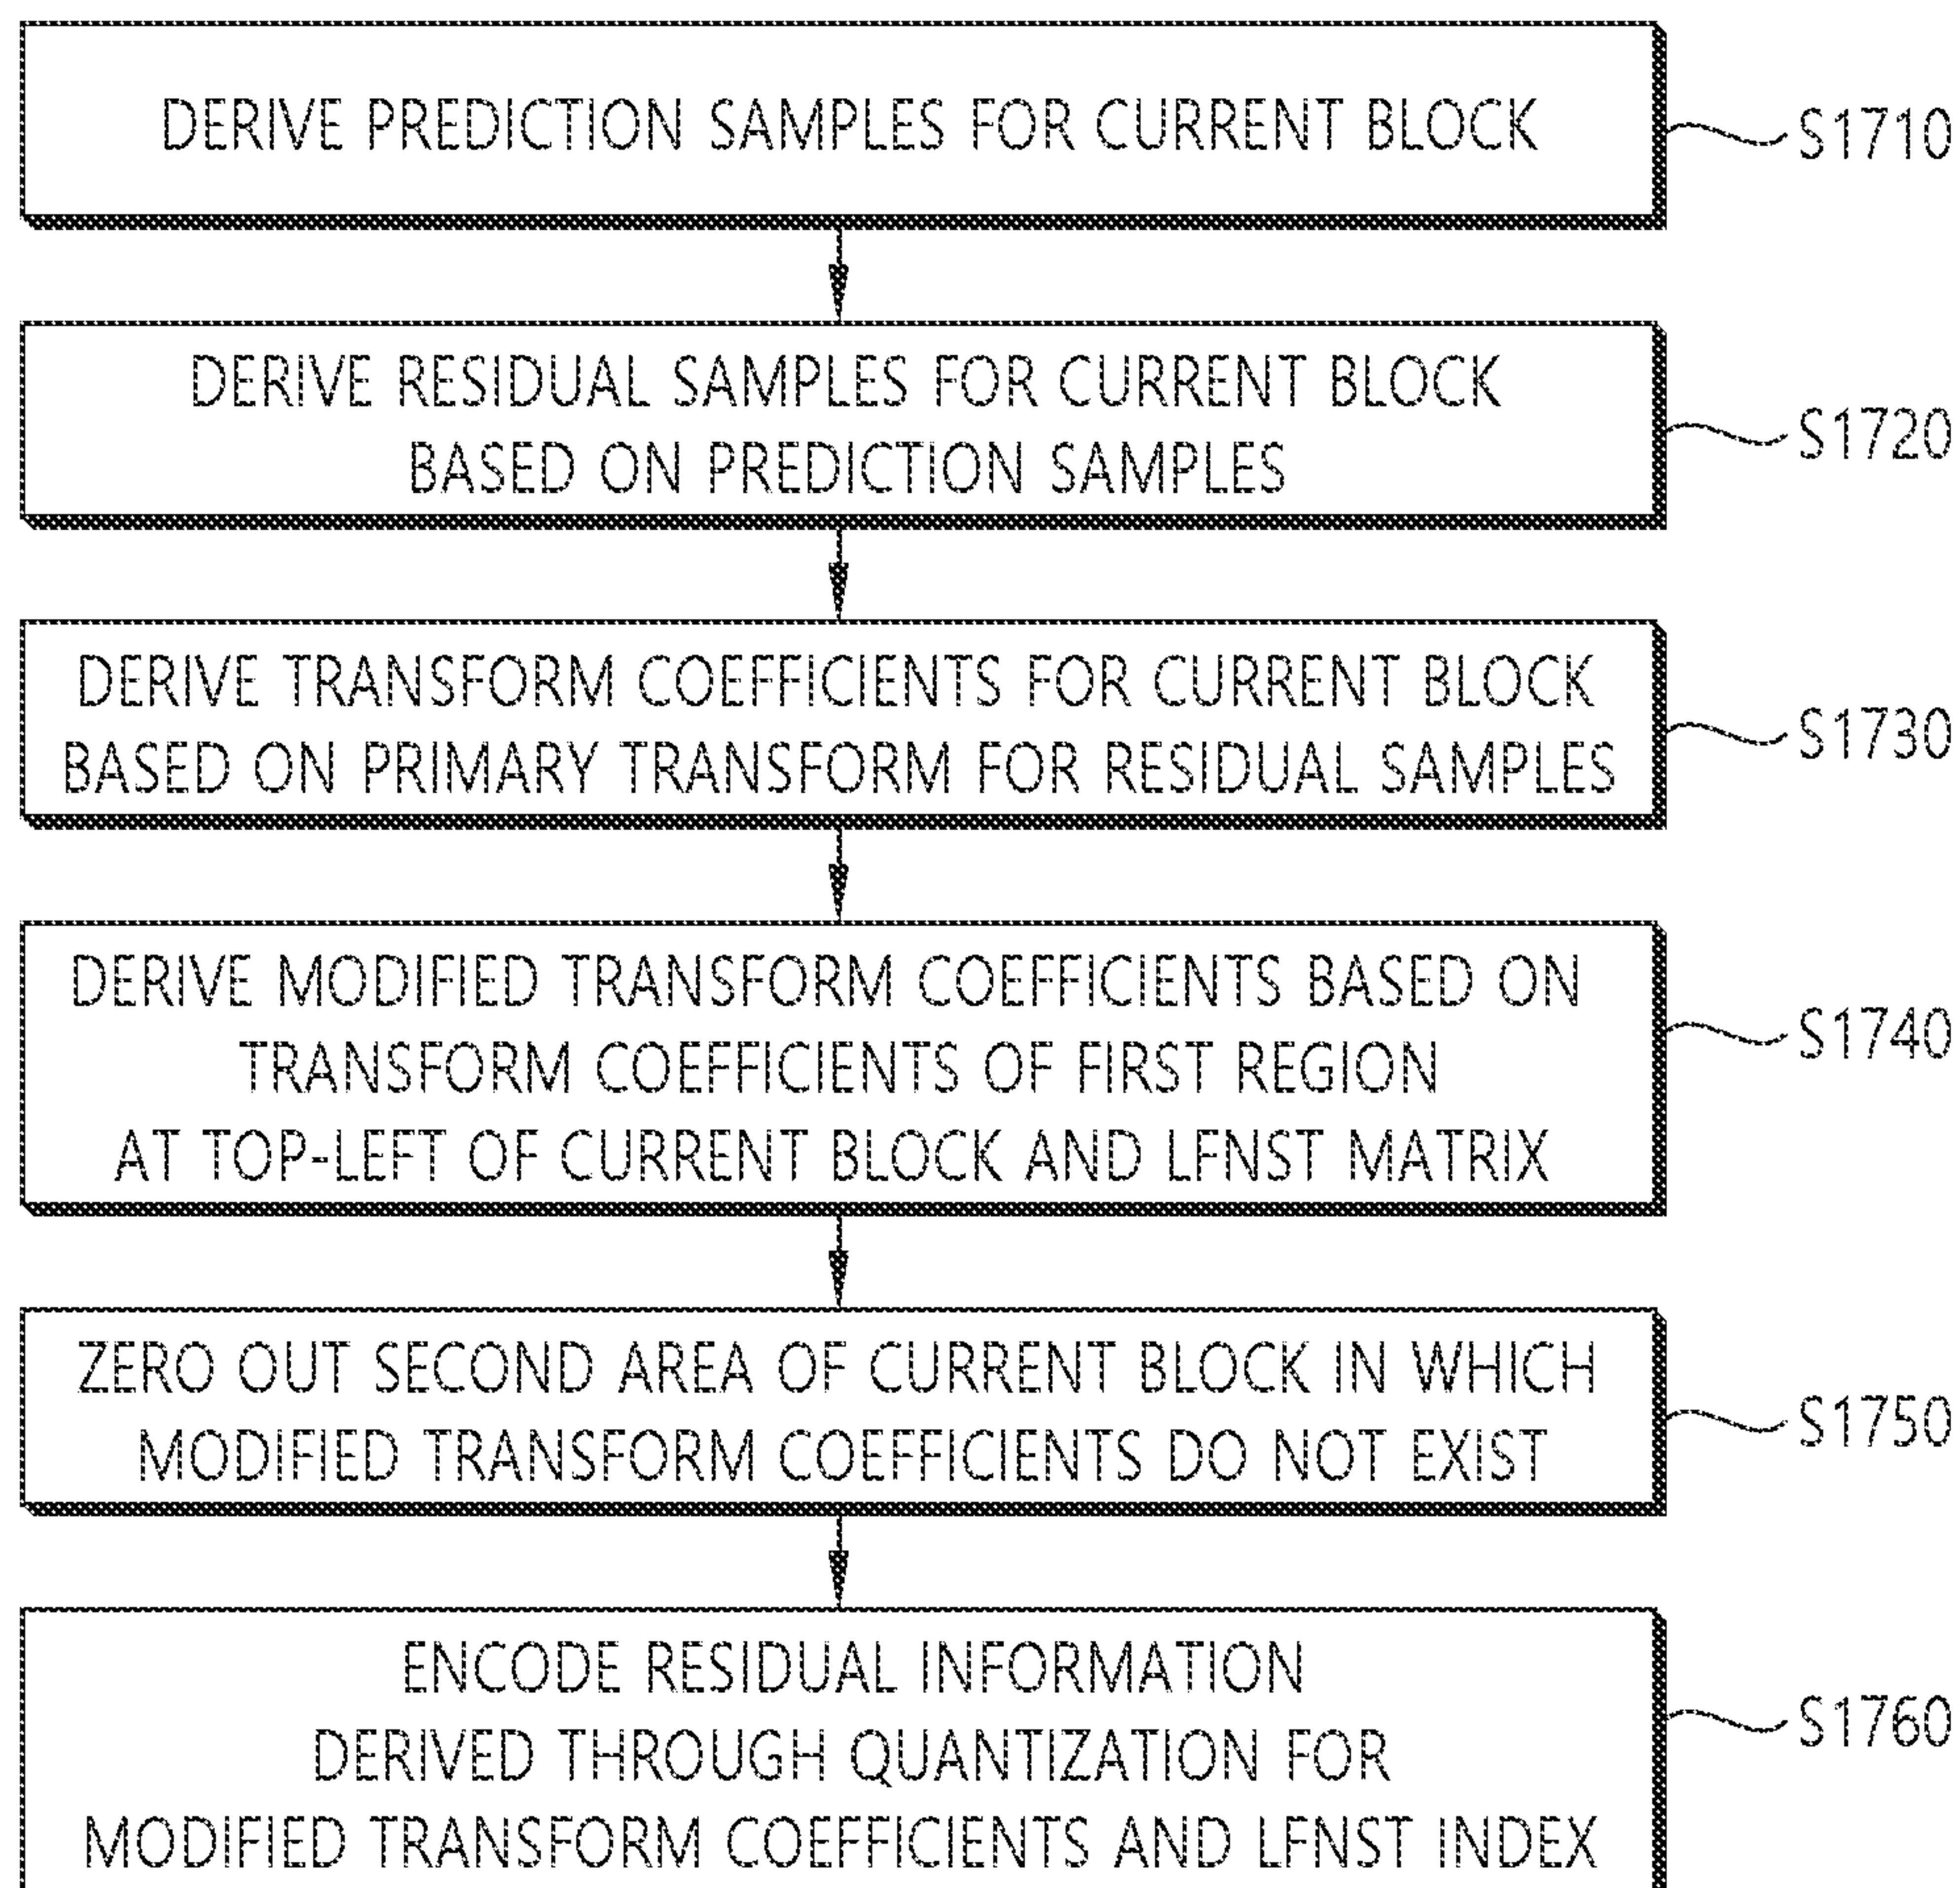 DERIVE PREDICTION SAMPLES FOR CURRENT BLOCK
S1710
DERIVE RESIDUAL SAMPLES FOR CURRENT BLOCK
BASED ON PREDICTION SAMPLES
S1720
DERIVE TRANSFORM COEFFICIENTS FOR CURRENT BLOCK
BASED ON PRIMARY TRANSFORM FOR RESIDUAL SAMPLES
S1730
DERIVE MODIFIED TRANSFORM COEFFICIENTS BASED ON
TRANSFORM COEFFICIENTS OF FIRST REGION
AT TOP-LEFT OF CURRENT BLOCK AND LFNST MATRIX
S1740
ZERO OUT SECOND AREA OF CURRENT BLOCK IN WHICH
MODIFIED TRANSFORM COEFFICIENTS DO NOT EXIST
S1750
ENCODE RESIDUAL INFORMATION
DERIVED THROUGH QUANTIZATION FOR
MODIFIED TRANSFORM COEFFICIENTS AND LFNST INDEX
S1760